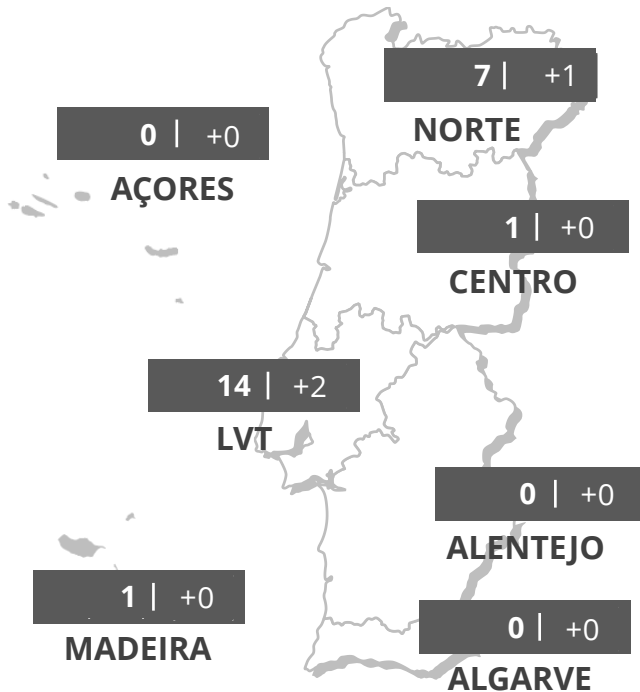 7 | +1
NORTE
0 | +0
AÇORES
1 | +0
CENTRO
14 | +2
LVT
0 | +0
ALENTEJO
1 | +0
MADEIRA
0 | +0
ALGARVE